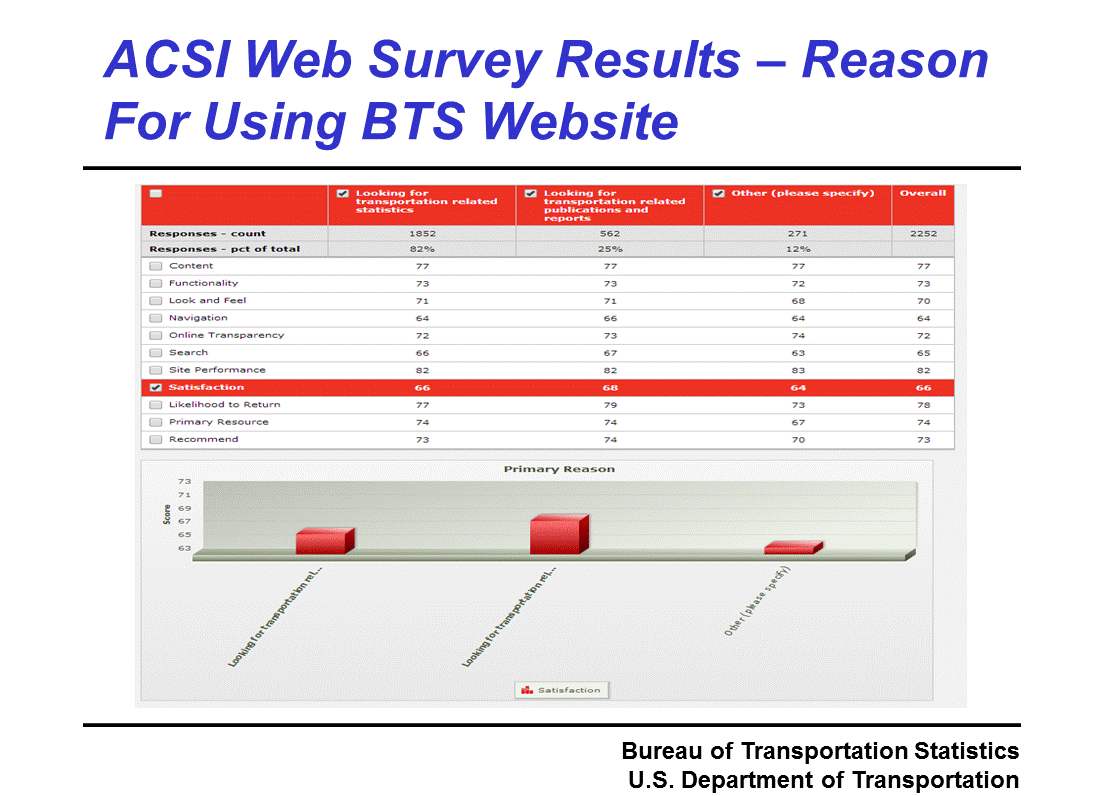 ACSI Web Survey Results – Reason
For Using BTS Website
Looking for transportation related statistics Looking for transportation related publications and reports Other (please specify) Overall
Responses - count 1852 562 271 2252
Responses - pct of total 82% 25% 12%
Content 77 77 77 77
Functionality 73 73 72 73
Look and Feel 71 71 68 70
Navigation 64 66 64 64
Online Transparency 72 73 74 72
Search 66 67 63 65
Site Performance 82 82 83 82
Satisfaction 66 68 64 66
Likelihood to Return 77 79 73 78
Primary Resource 74 74 67 74
Recommend 73 74 70 73
Primary Reason
Score
73
71
69
67
65
63
Looking for transportation rel...
Looking for transportation rel...
Other (please specify)
Satisfaction
Bureau of Transportation Statistics
U.S. Department of Transportation